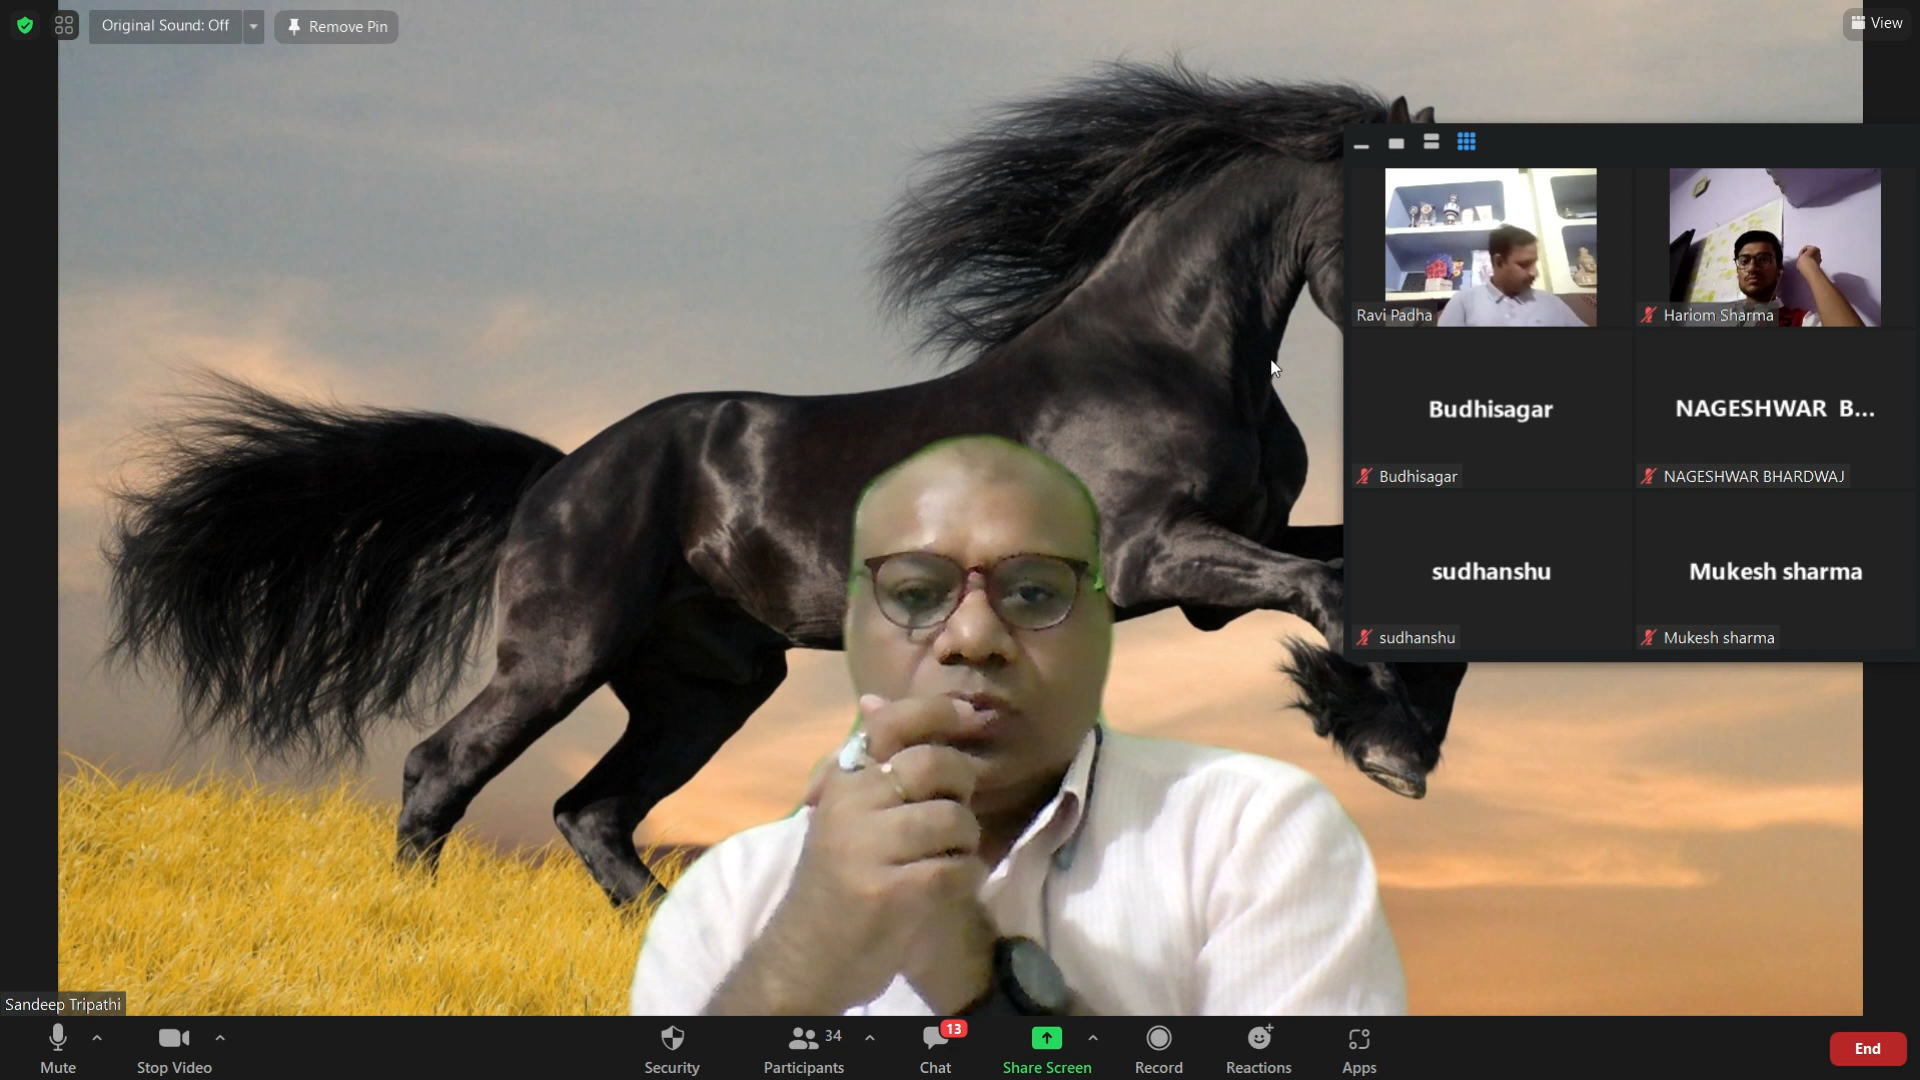 Original Sound: Off
Remove Pin
View
Ravi Padha
Hariom Sharma
Budhisagar
NAGESHWAR B...
Budhisagar
NAGESHWAR BHARDWAJ
sudhanshu
Mukesh sharma
sudhanshu
Mukesh sharma
Sandeep Tripathi
34
13
Mute
Stop Video
Security
Participants
Chat
Share Screen
Record
Reactions
Apps
End